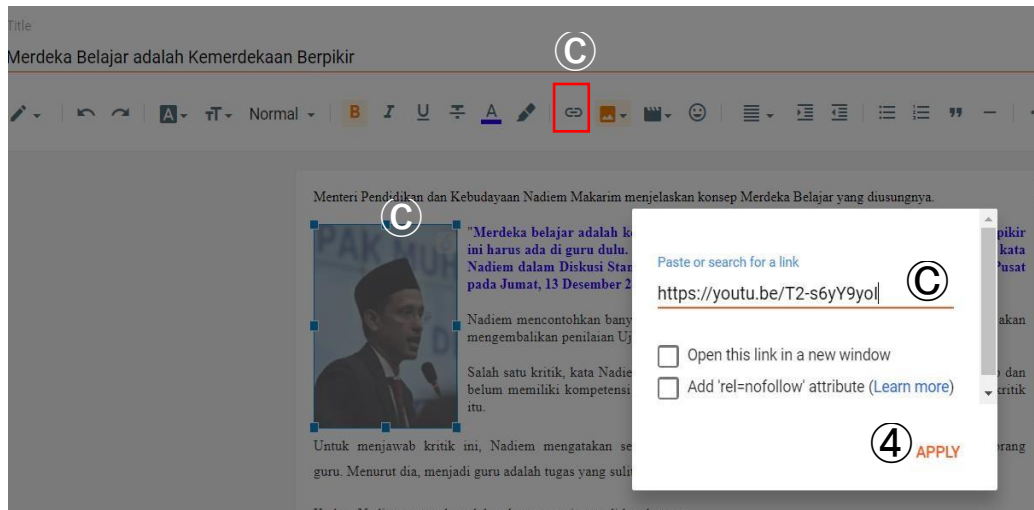 Title
Merdeka Belajar adalah Kemerdekaan Berpikir
Ⓒ
Normal B I U A
Menteri Pendidikan dan Kebudayaan Nadiem Makarim menjelaskan konsep Merdeka Belajar yang diusungnya.
Ⓒ
PAK MUH
"Merdeka belajar adalah k pikir
ini harus ada di guru dulu. kata
Nadiem dalam Diskusi Stan Pusat
pada Jumat, 13 Desember 2
Nadiem mencontohkan bany akan
mengembalikan penilaian Uj
Salah satu kritik, kata Nadie dan
belum memiliki kompetensi kritik
itu.
Untuk menjawab kritik ini, Nadiem mengatakan se orang
guru. Menurut dia, menjadi guru adalah tugas yang suli
Paste or search for a link
https://youtu.be/T2-s6yY9yoI Ⓒ
Open this link in a new window
Add 'rel=nofollow' attribute (Learn more)
④ APPLY